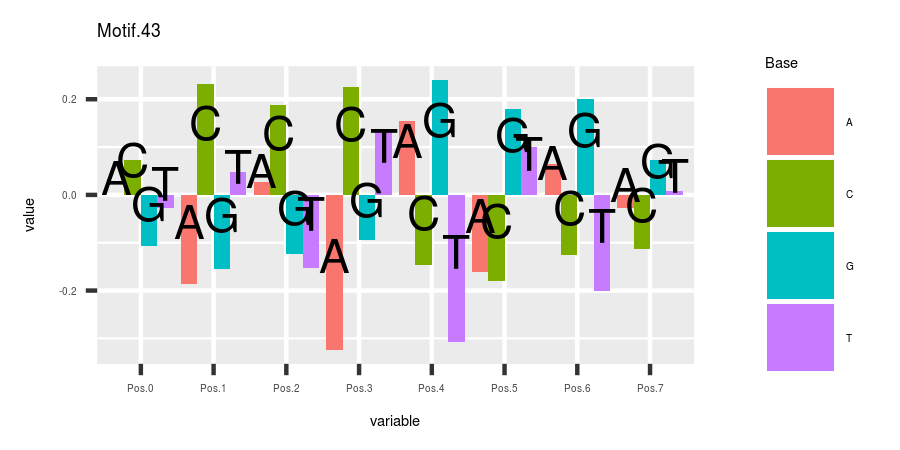 Motif.43
value
0.2
0.0
-0.2
A C G T A C G T A C G T A C G T A C G T A C G T A C G T A C G T
Pos.0 Pos.1 Pos.2 Pos.3 Pos.4 Pos.5 Pos.6 Pos.7
variable
Base
A
C
G
T